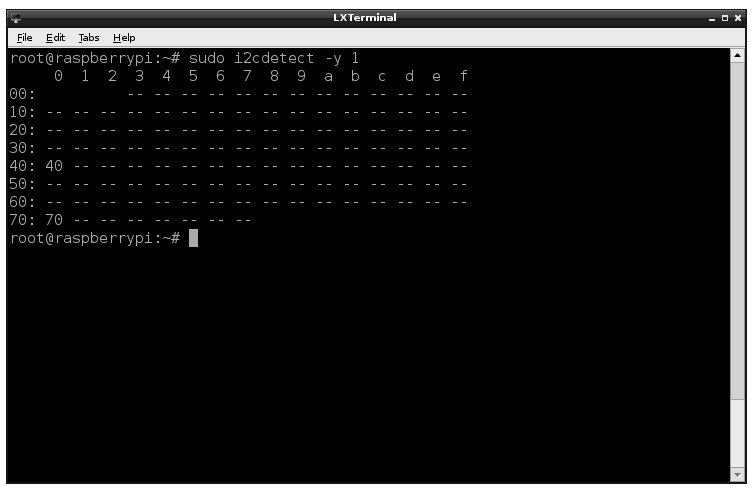 LXTerminal
File Edit Tabs Help
root@raspberrypi:~# sudo i2cdetect -y 1
     0  1  2  3  4  5  6  7  8  9  a  b  c  d  e  f
00:          -- -- -- -- -- -- -- -- -- -- -- -- --
10: -- -- -- -- -- -- -- -- -- -- -- -- -- -- -- --
20: -- -- -- -- -- -- -- -- -- -- -- -- -- -- -- --
30: -- -- -- -- -- -- -- -- -- -- -- -- -- -- -- --
40: 40 -- -- -- -- -- -- -- -- -- -- -- -- -- -- --
50: -- -- -- -- -- -- -- -- -- -- -- -- -- -- -- --
60: -- -- -- -- -- -- -- -- -- -- -- -- -- -- -- --
70: 70 -- -- -- -- -- -- --
root@raspberrypi:~#